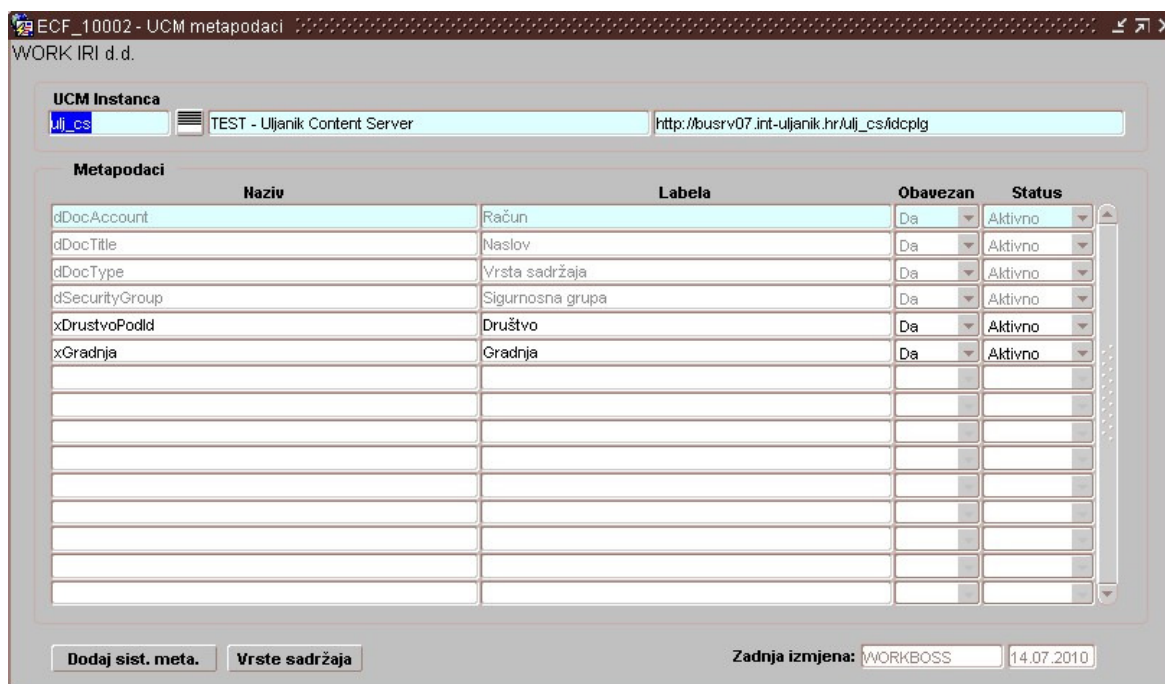 ECF_10002 - UCM metapodaci
WORK IRI d.d.
UCM Instanca
ulj_cs TEST - Uljanik Content Server http://busrv07.int-uljanik.hr/ulj_cs/idcplg
Metapodaci
Naziv Labela Obavezan Status
dDocAccount Račun Da Aktivno
dDocTitle Naslov Da Aktivno
dDocType Vrsta sadržaja Da Aktivno
dSecurityGroup Sigurnosna grupa Da Aktivno
xDrustvoPodId Društvo Da Aktivno
xGradnja Gradnja Da Aktivno
Dodaj sist. meta. Vrste sadržaja Zadnja izmjena: WORKBOSS 14.07.2010